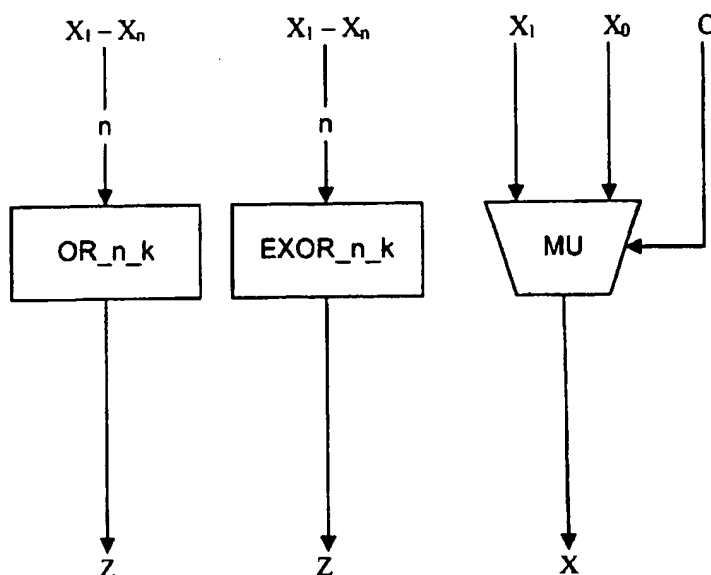 X₁ – Xₙ X₁ – Xₙ X₁ X₀ C
n n
OR_n_k EXOR_n_k MU
Z Z X